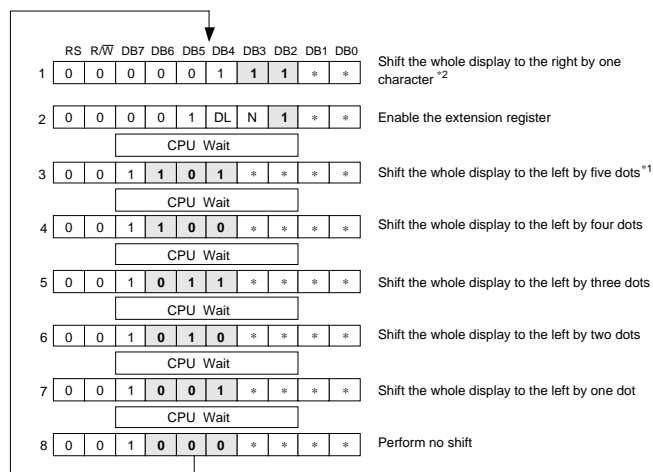 RS R/W̅ DB7 DB6 DB5 DB4 DB3 DB2 DB1 DB0
1 0 0 0 0 0 1 1 1 * * Shift the whole display to the right by one
character *2
2 0 0 0 0 1 DL N 1 * * Enable the extension register
CPU Wait
3 0 0 1 1 0 1 * * * * Shift the whole display to the left by five dots*1
CPU Wait
4 0 0 1 1 0 0 * * * * Shift the whole display to the left by four dots
CPU Wait
5 0 0 1 0 1 1 * * * * Shift the whole display to the left by three dots
CPU Wait
6 0 0 1 0 1 0 * * * * Shift the whole display to the left by two dots
CPU Wait
7 0 0 1 0 0 1 * * * * Shift the whole display to the left by one dot
CPU Wait
8 0 0 1 0 0 0 * * * * Perform no shift